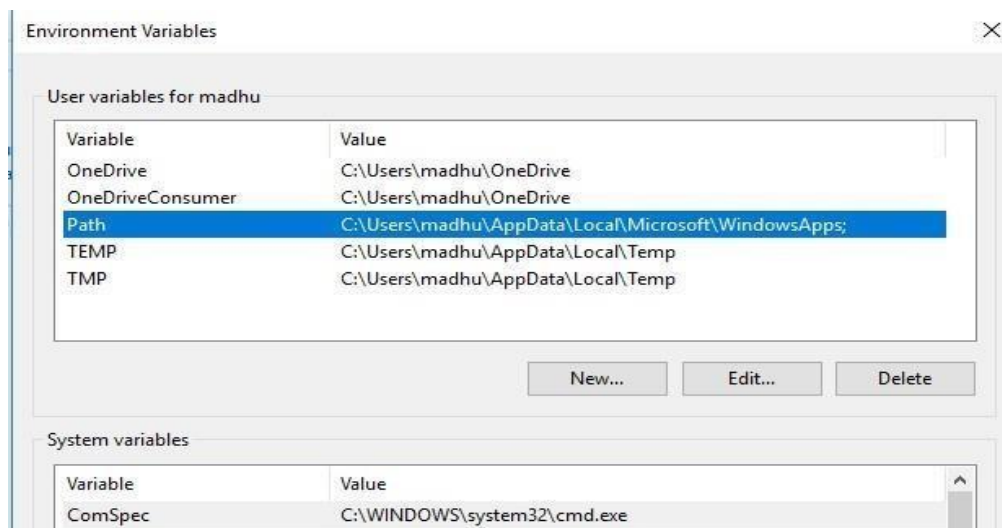 Environment Variables
User variables for madhu
Variable Value
OneDrive C:\Users\madhu\OneDrive
OneDriveConsumer C:\Users\madhu\OneDrive
Path C:\Users\madhu\AppData\Local\Microsoft\WindowsApps;
TEMP C:\Users\madhu\AppData\Local\Temp
TMP C:\Users\madhu\AppData\Local\Temp
New... Edit... Delete
System variables
Variable Value
ComSpec C:\WINDOWS\system32\cmd.exe